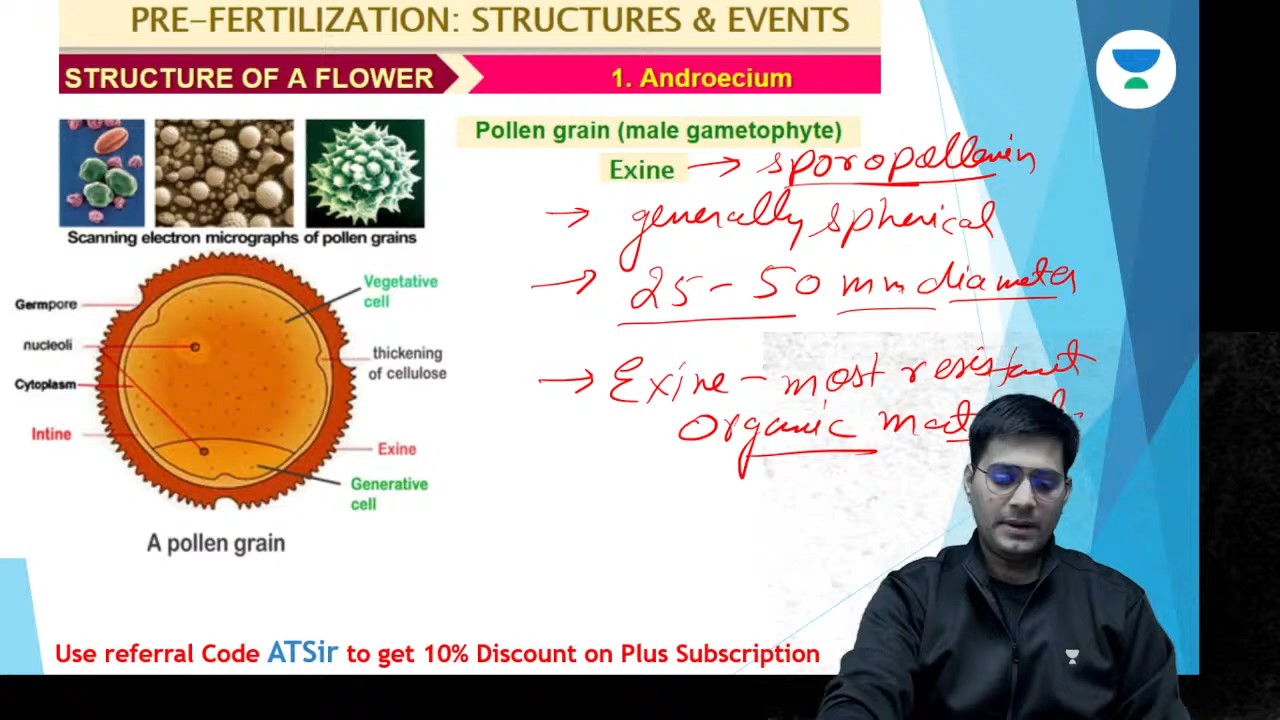 PRE-FERTILIZATION: STRUCTURES & EVENTS
STRUCTURE OF A FLOWER
1. Androecium
Pollen grain (male gametophyte)
Exine → sporopollenin
→ generally spherical
→ 25 - 50 mm diameter
→ Exine - most resistant
organic
Scanning electron micrographs of pollen grains
Germpore
nucleoli
Cytoplasm
Intine
Vegetative
cell
thickening
of cellulose
Exine
Generative
cell
A pollen grain
Use referral Code ATSir to get 10% Discount on Plus Subscription